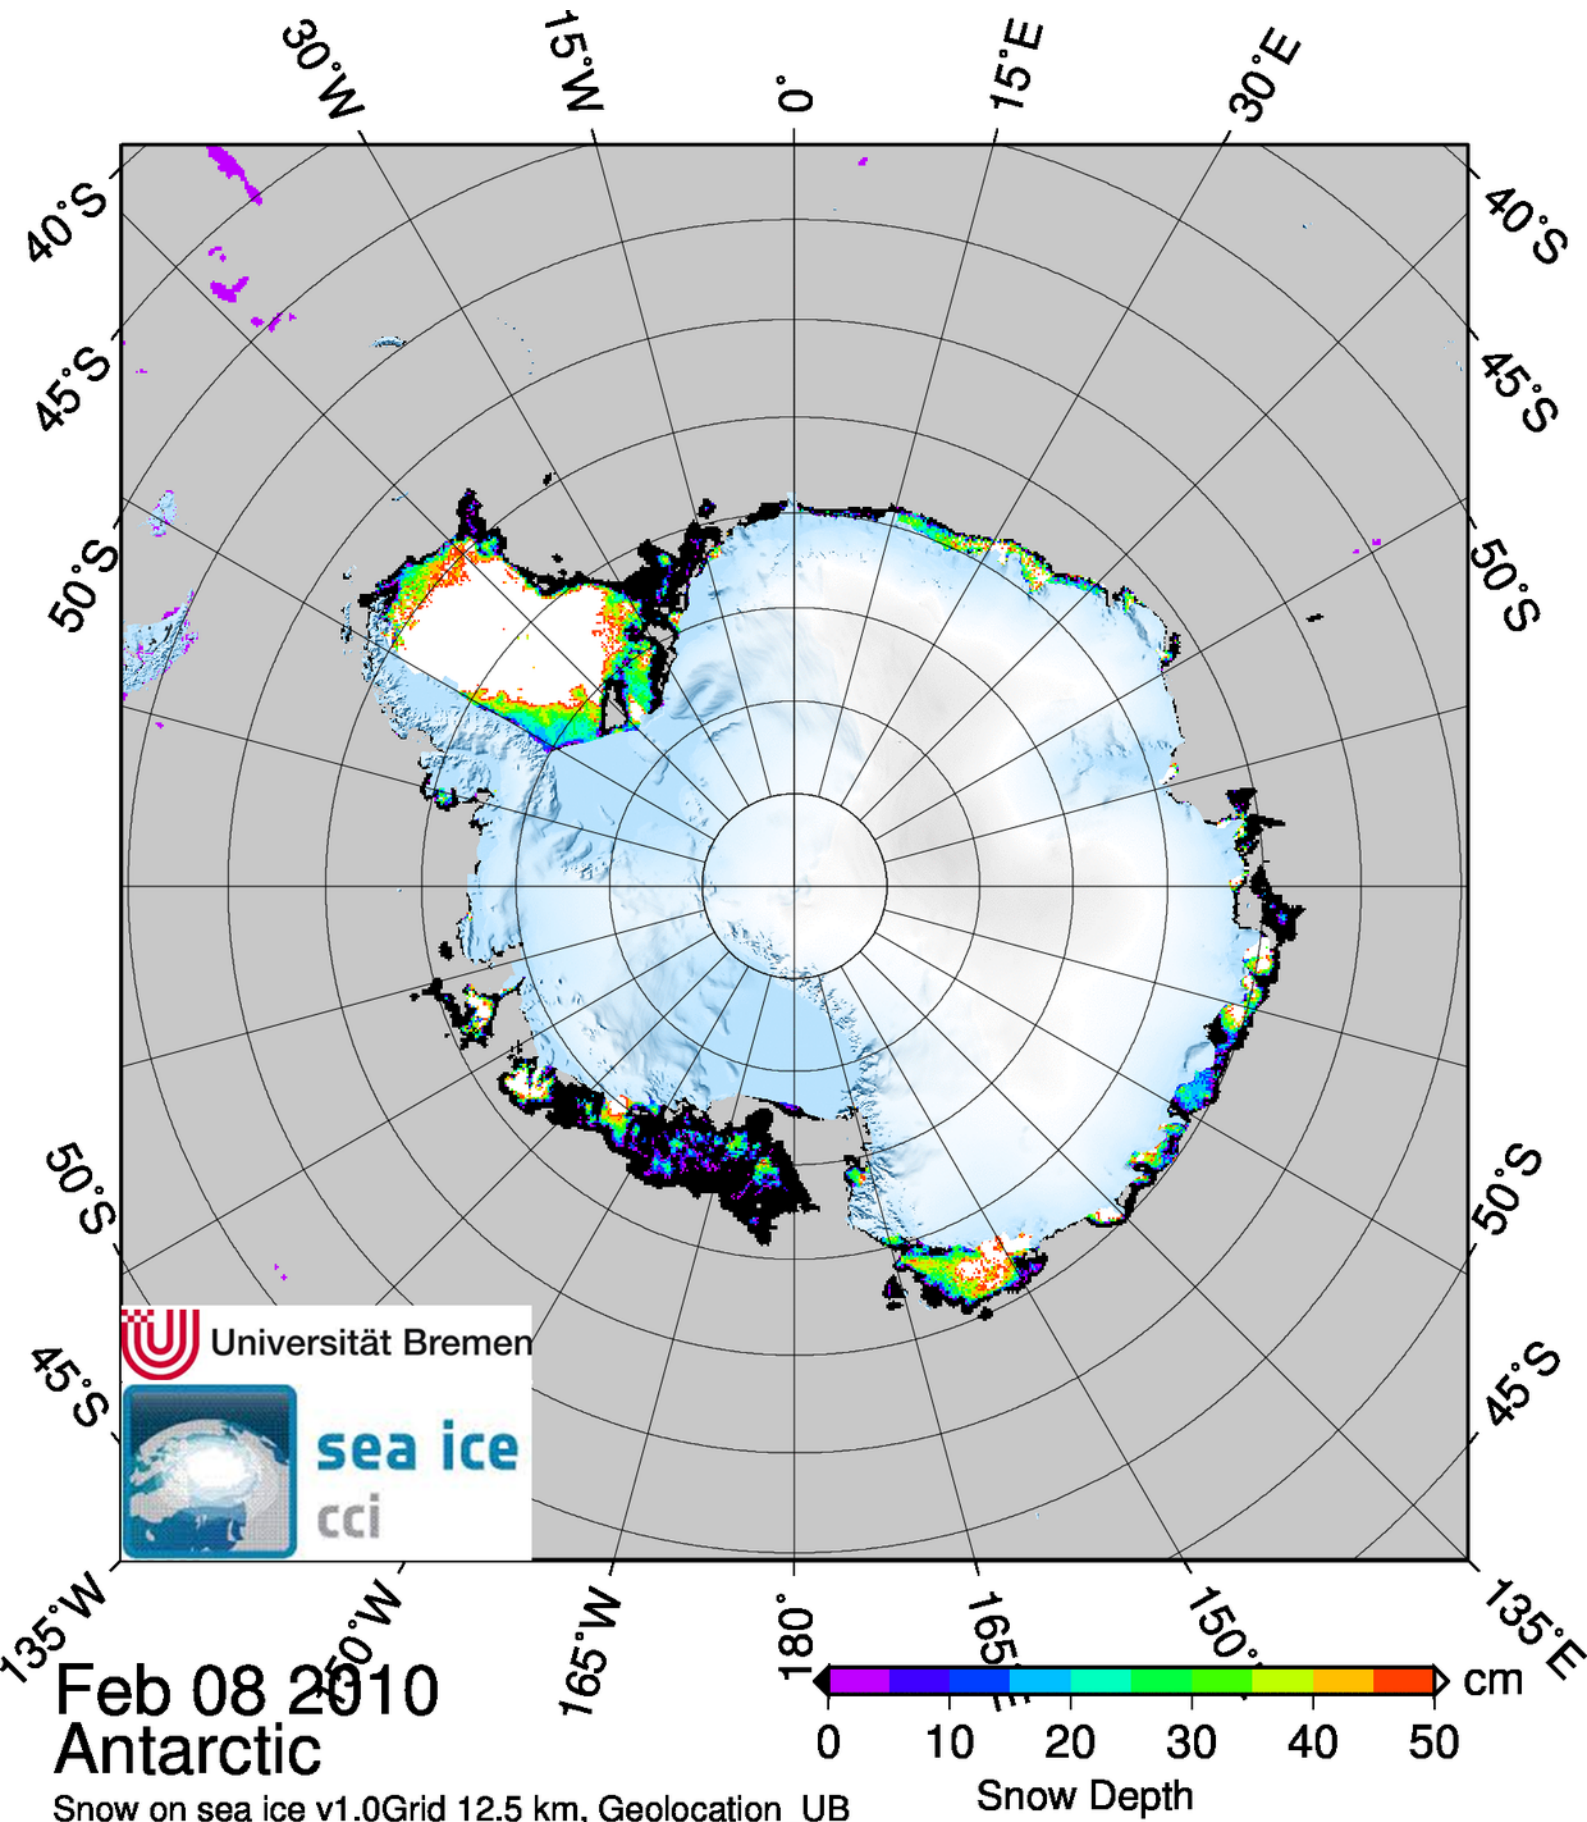 30°W 15°W 0° 15°E 30°E
40°S 40°S
45°S 45°S
50°S 50°S
50°S 50°S
45°S 45°S
Universität Bremen
sea ice
cci
135°W 150°W 165°W 180° 165°E 150° 135°E
Feb 08 2010
Antarctic
Snow on sea ice v1.0Grid 12.5 km, Geolocation UB
cm
0 10 20 30 40 50
Snow Depth